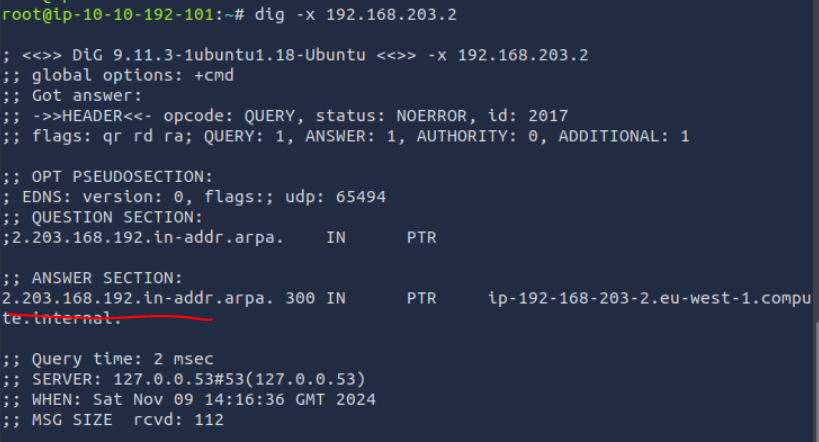 root@ip-10-10-192-101:~# dig -x 192.168.203.2
; <<>> DiG 9.11.3-1ubuntu1.18-Ubuntu <<>> -x 192.168.203.2
;; global options: +cmd
;; Got answer:
;; ->>HEADER<<- opcode: QUERY, status: NOERROR, id: 2017
;; flags: qr rd ra; QUERY: 1, ANSWER: 1, AUTHORITY: 0, ADDITIONAL: 1
;; OPT PSEUDOSECTION:
; EDNS: version: 0, flags:; udp: 65494
;; QUESTION SECTION:
;2.203.168.192.in-addr.arpa. IN PTR
;; ANSWER SECTION:
2.203.168.192.in-addr.arpa. 300 IN PTR ip-192-168-203-2.eu-west-1.compu
te.internal.
;; Query time: 2 msec
;; SERVER: 127.0.0.53#53(127.0.0.53)
;; WHEN: Sat Nov 09 14:16:36 GMT 2024
;; MSG SIZE rcvd: 112